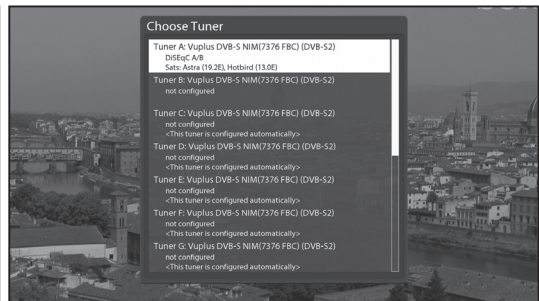 Choose Tuner
Tuner A: Vuplus DVB-S NIM(7376 FBC) (DVB-S2)
DiSEqC A/B
Sats: Astra (19.2E), Hotbird (13.0E)
Tuner B: Vuplus DVB-S NIM(7376 FBC) (DVB-S2)
not configured
Tuner C: Vuplus DVB-S NIM(7376 FBC) (DVB-S2)
not configured
<This tuner is configured automatically>
Tuner D: Vuplus DVB-S NIM(7376 FBC) (DVB-S2)
not configured
<This tuner is configured automatically>
Tuner E: Vuplus DVB-S NIM(7376 FBC) (DVB-S2)
not configured
<This tuner is configured automatically>
Tuner F: Vuplus DVB-S NIM(7376 FBC) (DVB-S2)
not configured
<This tuner is configured automatically>
Tuner G: Vuplus DVB-S NIM(7376 FBC) (DVB-S2)
not configured
<This tuner is configured automatically>